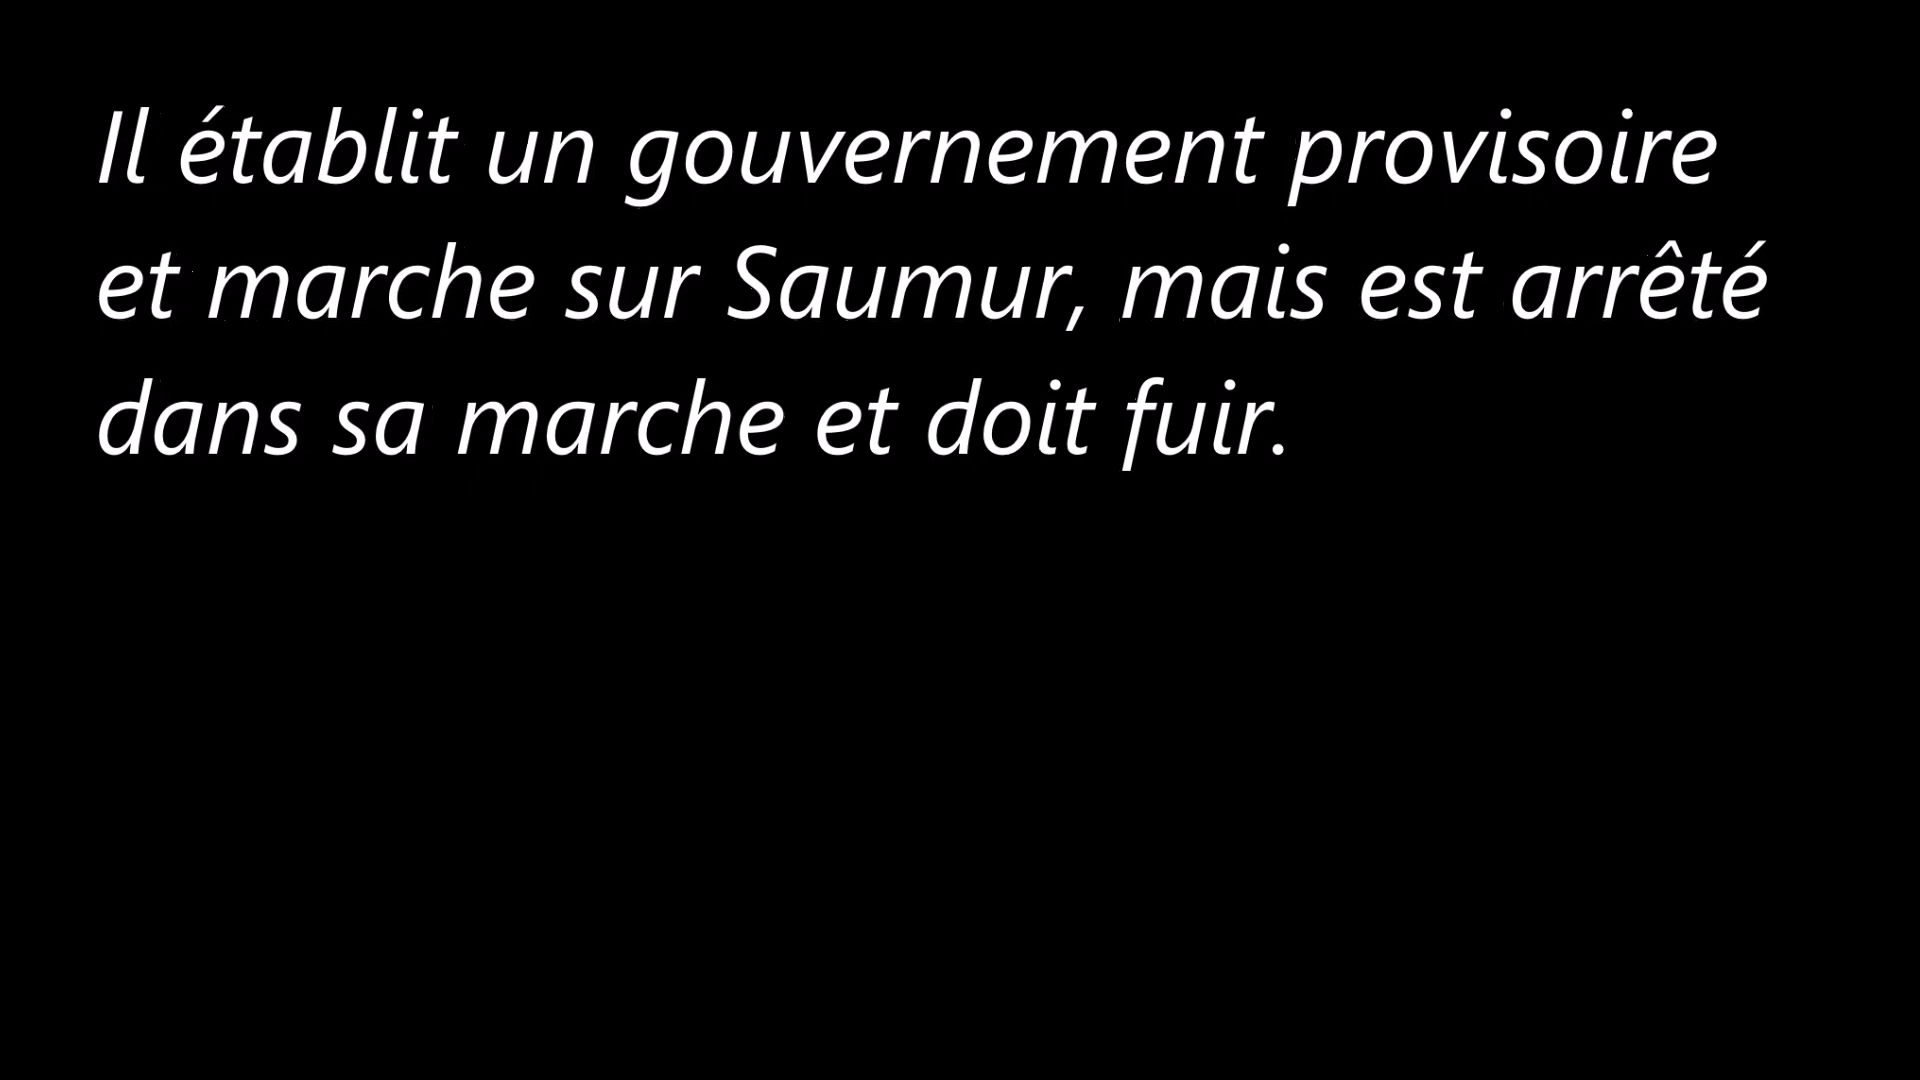 Il établit un gouvernement provisoire
et marche sur Saumur, mais est arrêté
dans sa marche et doit fuir.